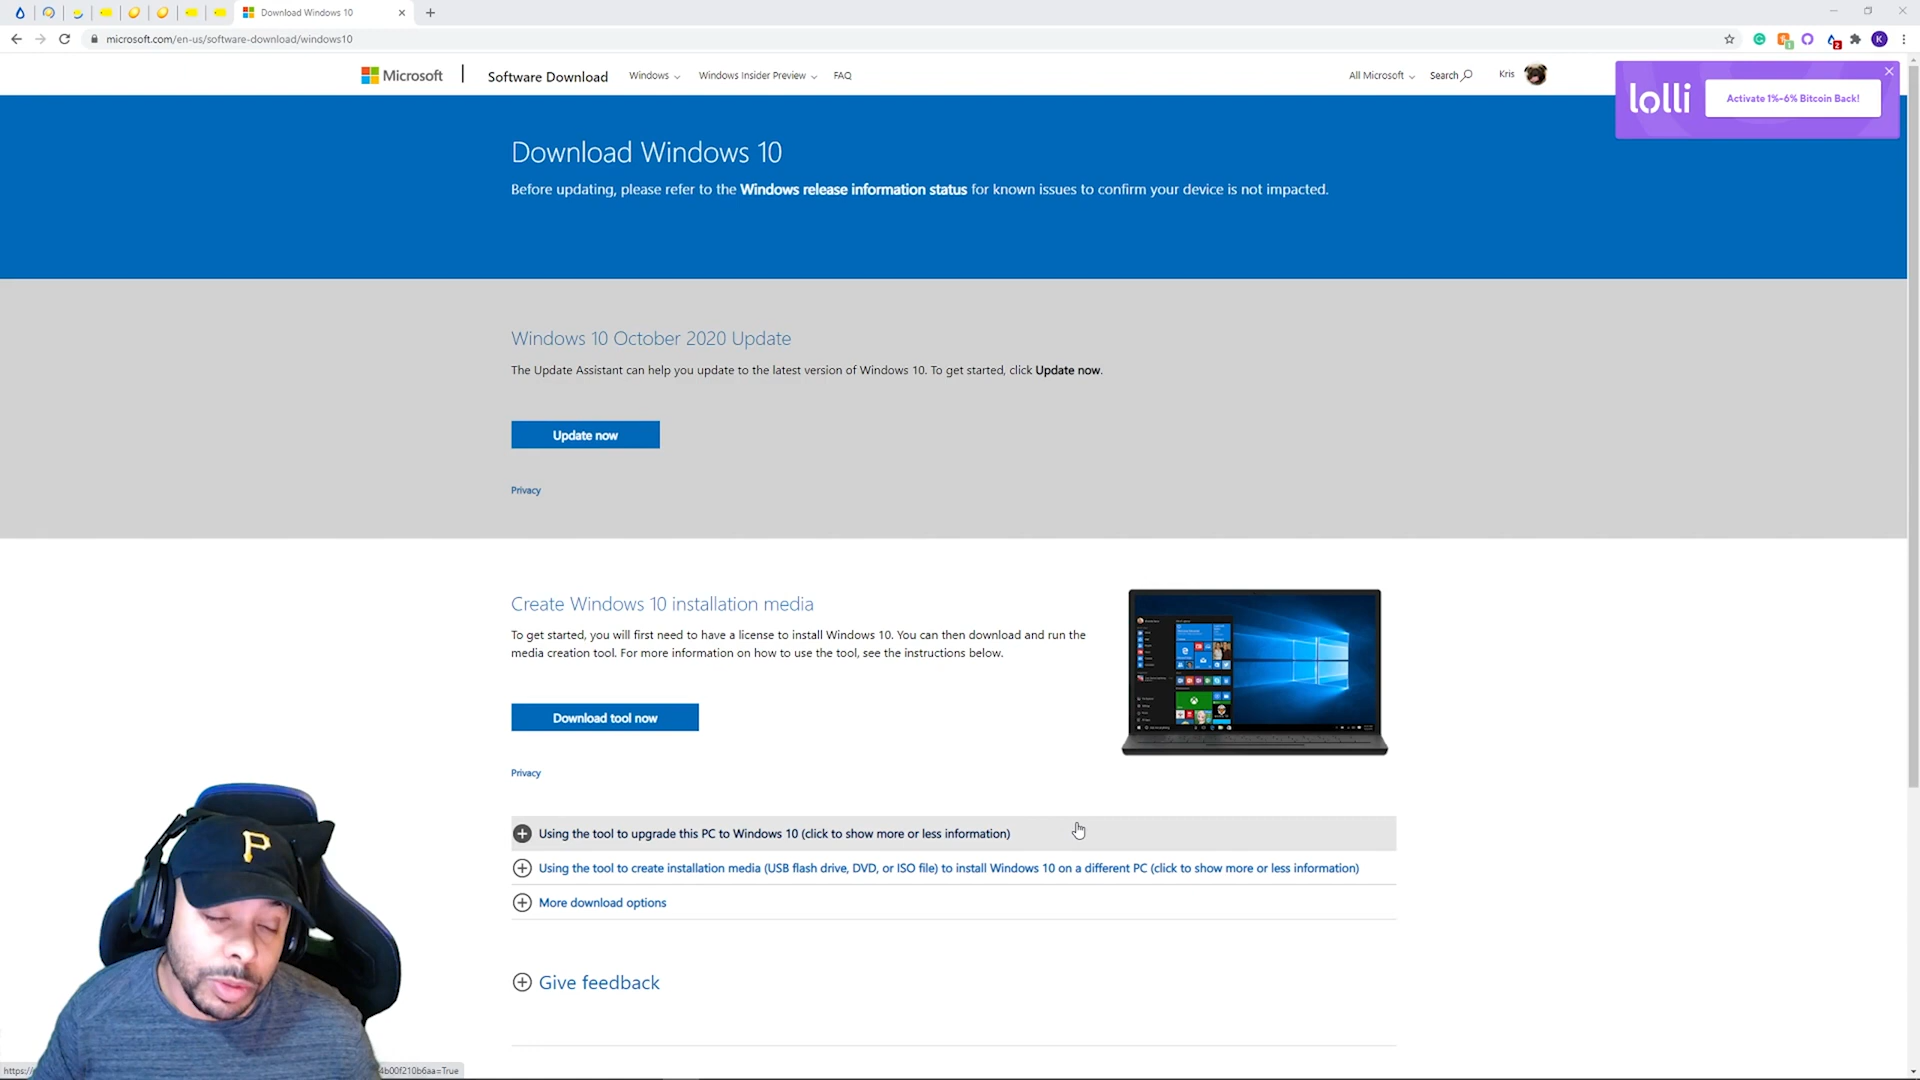 Download Windows 10
microsoft.com/en-us/software-download/windows10
K
2
Microsoft
Software Download
Windows
Windows Insider Preview
FAQ
All Microsoft
Search
Kris
lolli
Activate 1%-6% Bitcoin Back!
Download Windows 10
Before updating, please refer to the Windows release information status for known issues to confirm your device is not impacted.
Windows 10 October 2020 Update
The Update Assistant can help you update to the latest version of Windows 10. To get started, click Update now.
Update now
Privacy
Create Windows 10 installation media
To get started, you will first need to have a license to install Windows 10. You can then download and run the
media creation tool. For more information on how to use the tool, see the instructions below.
Download tool now
Privacy
Using the tool to upgrade this PC to Windows 10 (click to show more or less information)
Using the tool to create installation media (USB flash drive, DVD, or ISO file) to install Windows 10 on a different PC (click to show more or less information)
More download options
Give feedback
P
https://
4b00f210b6aa=True